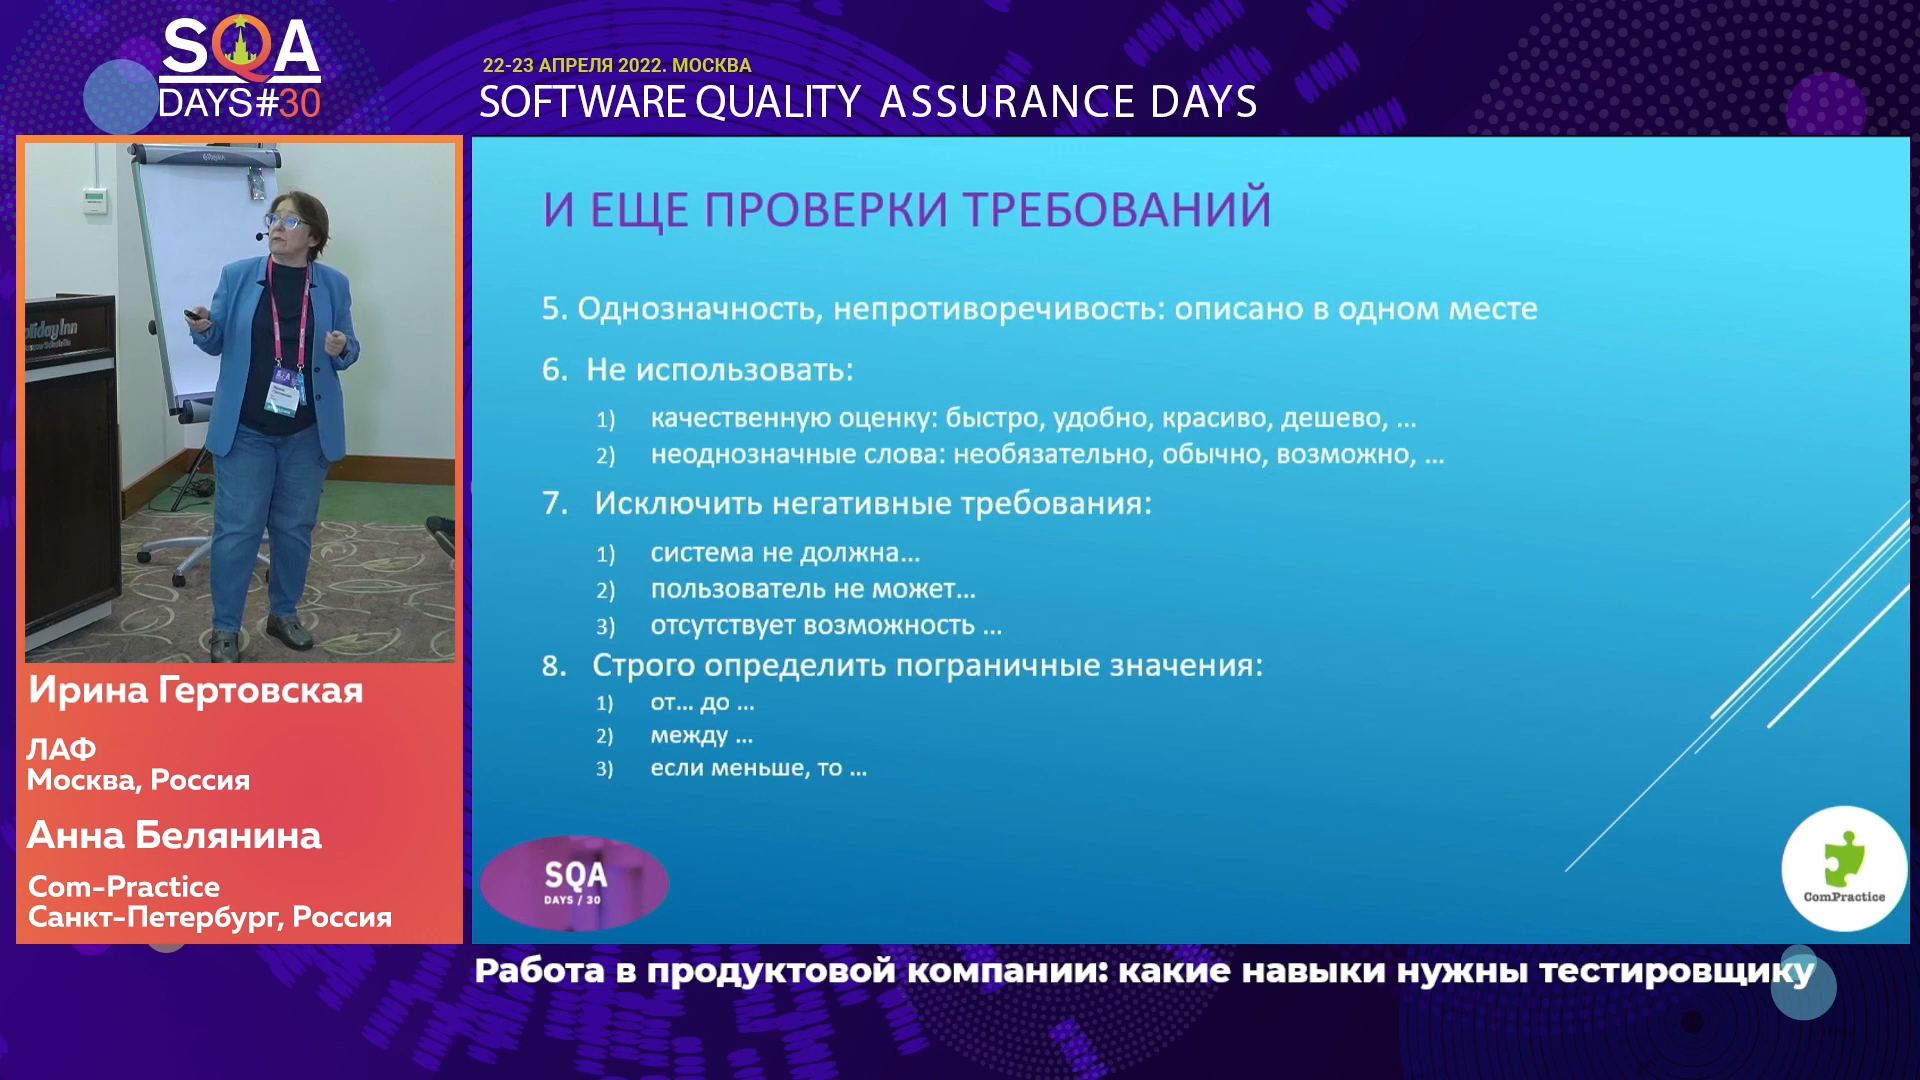 SQA
DAYS#30
22-23 АПРЕЛЯ 2022. МОСКВА
SOFTWARE QUALITY ASSURANCE DAYS
И ЕЩЕ ПРОВЕРКИ ТРЕБОВАНИЙ
5. Однозначность, непротиворечивость: описано в одном месте
6. Не использовать:
1) качественную оценку: быстро, удобно, красиво, дешево, ...
2) неоднозначные слова: необязательно, обычно, возможно, ...
7. Исключить негативные требования:
1) система не должна...
2) пользователь не может...
3) отсутствует возможность ...
8. Строго определить пограничные значения:
1) от... до ...
2) между ...
3) если меньше, то ...
SQA
DAYS / 30
ComPractice
Holiday Inn
Ирина Гертовская
ЛАФ
Москва, Россия
Анна Белянина
Com-Practice
Санкт-Петербург, Россия
Работа в продуктовой компании: какие навыки нужны тестировщику